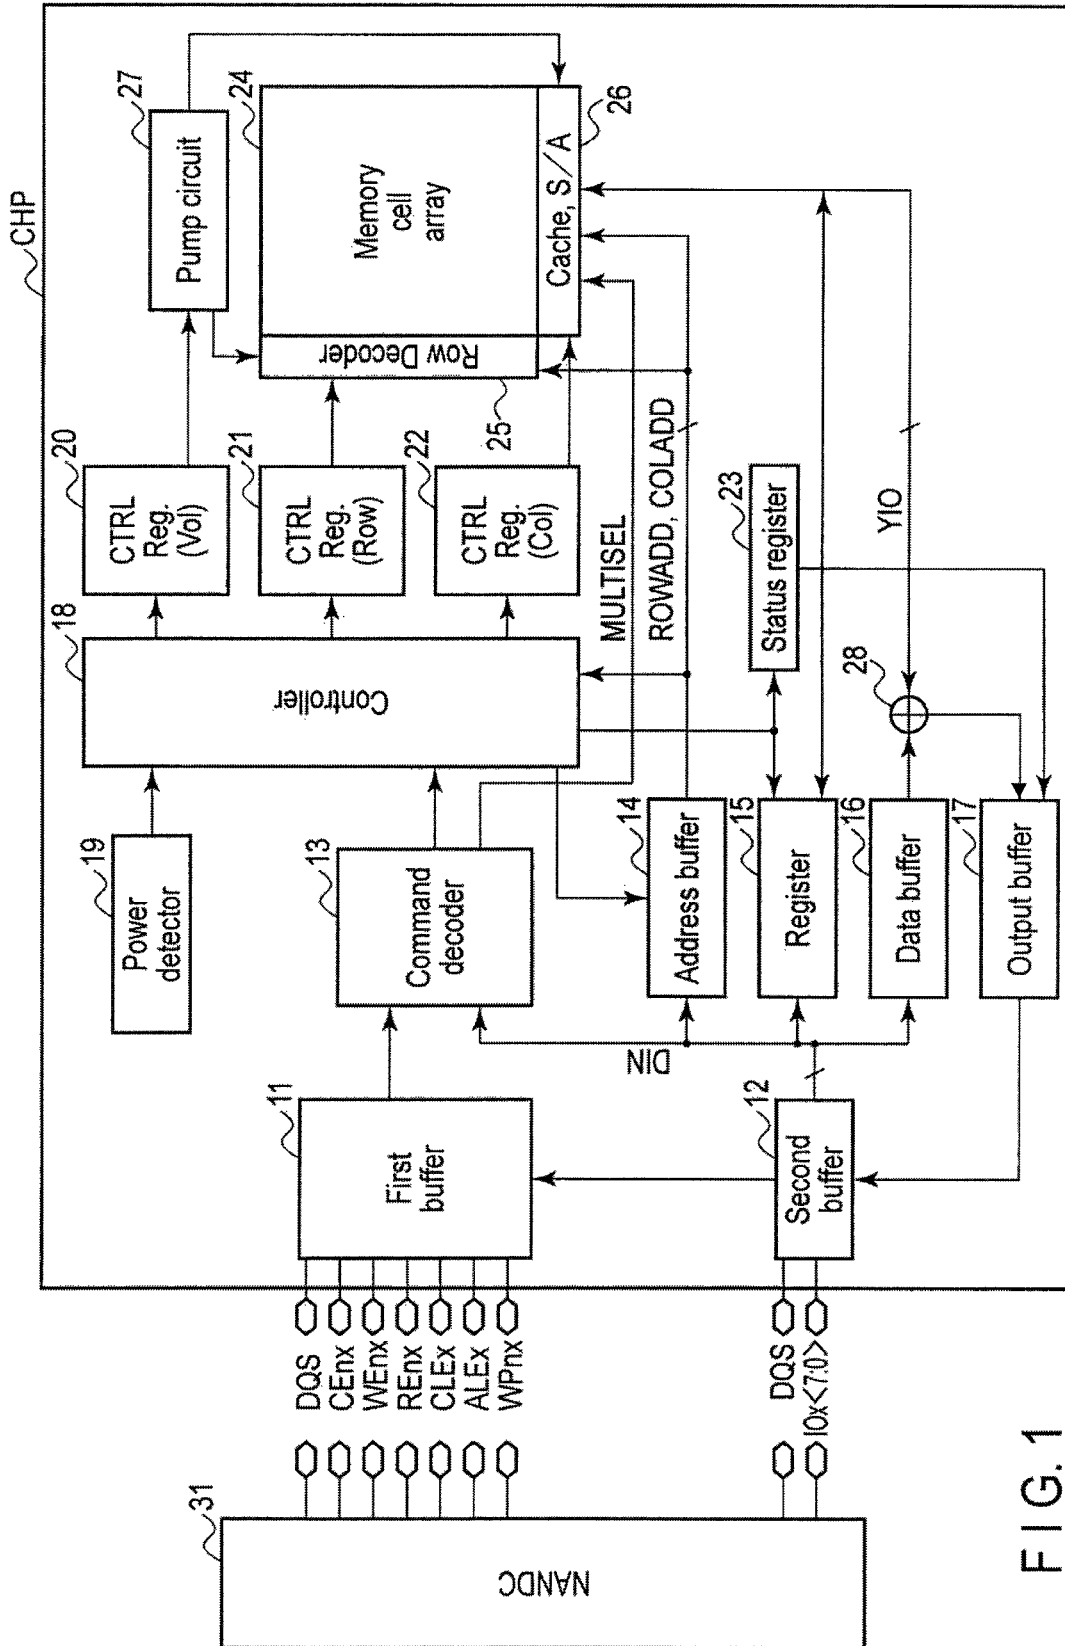 CHP
31
NANDC
DQS
CEnx
WEnx
REnx
CLEx
ALEx
WPnx
DQS
IOx<7:0>
11
First
buffer
12
Second
buffer
DIN
19
Power
detector
13
Command
decoder
14
Address buffer
15
Register
16
Data buffer
17
Output buffer
18
Controller
20
CTRL
Reg.
(Vol)
21
CTRL
Reg.
(Row)
22
CTRL
Reg.
(Col)
MULTISEL
ROWADD, COLADD
23
Status register
28
YIO
27
Pump circuit
24
Memory
cell
array
25
Row Decoder
26
Cache, S/A
FIG. 1